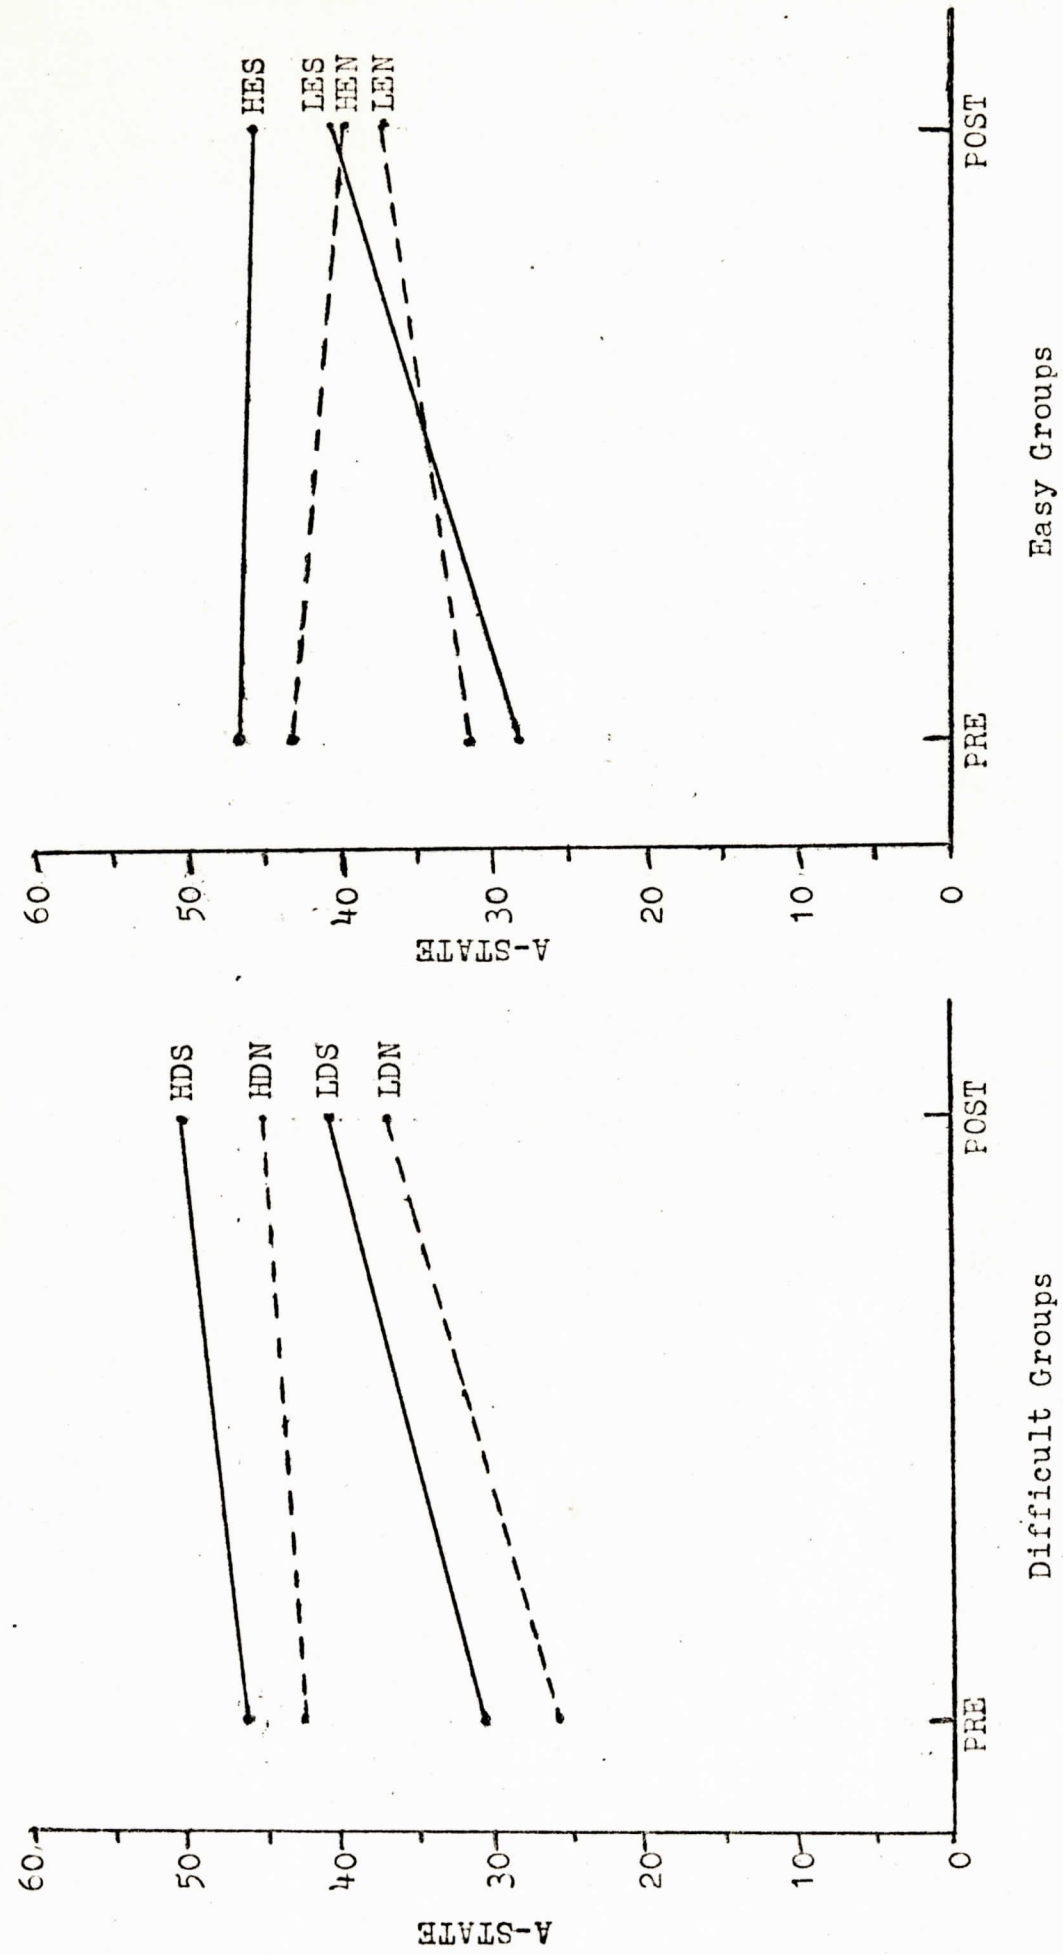 60
50
40
30
20
10
0
A-STATE
HDS
HDN
LDS
LDN
PRE
POST
Difficult Groups
60
50
40
30
20
10
0
A-STATE
HES
LES
HEN
LEN
PRE
POST
Easy Groups